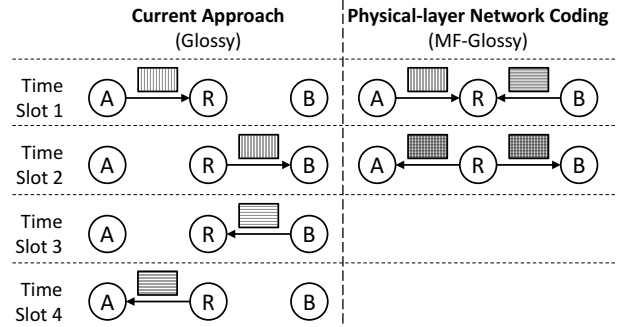 Current Approach
(Glossy)
Physical-layer Network Coding
(MF-Glossy)
Time
Slot 1
A R B
A R B
Time
Slot 2
A R B
A R B
Time
Slot 3
A R B
Time
Slot 4
A R B